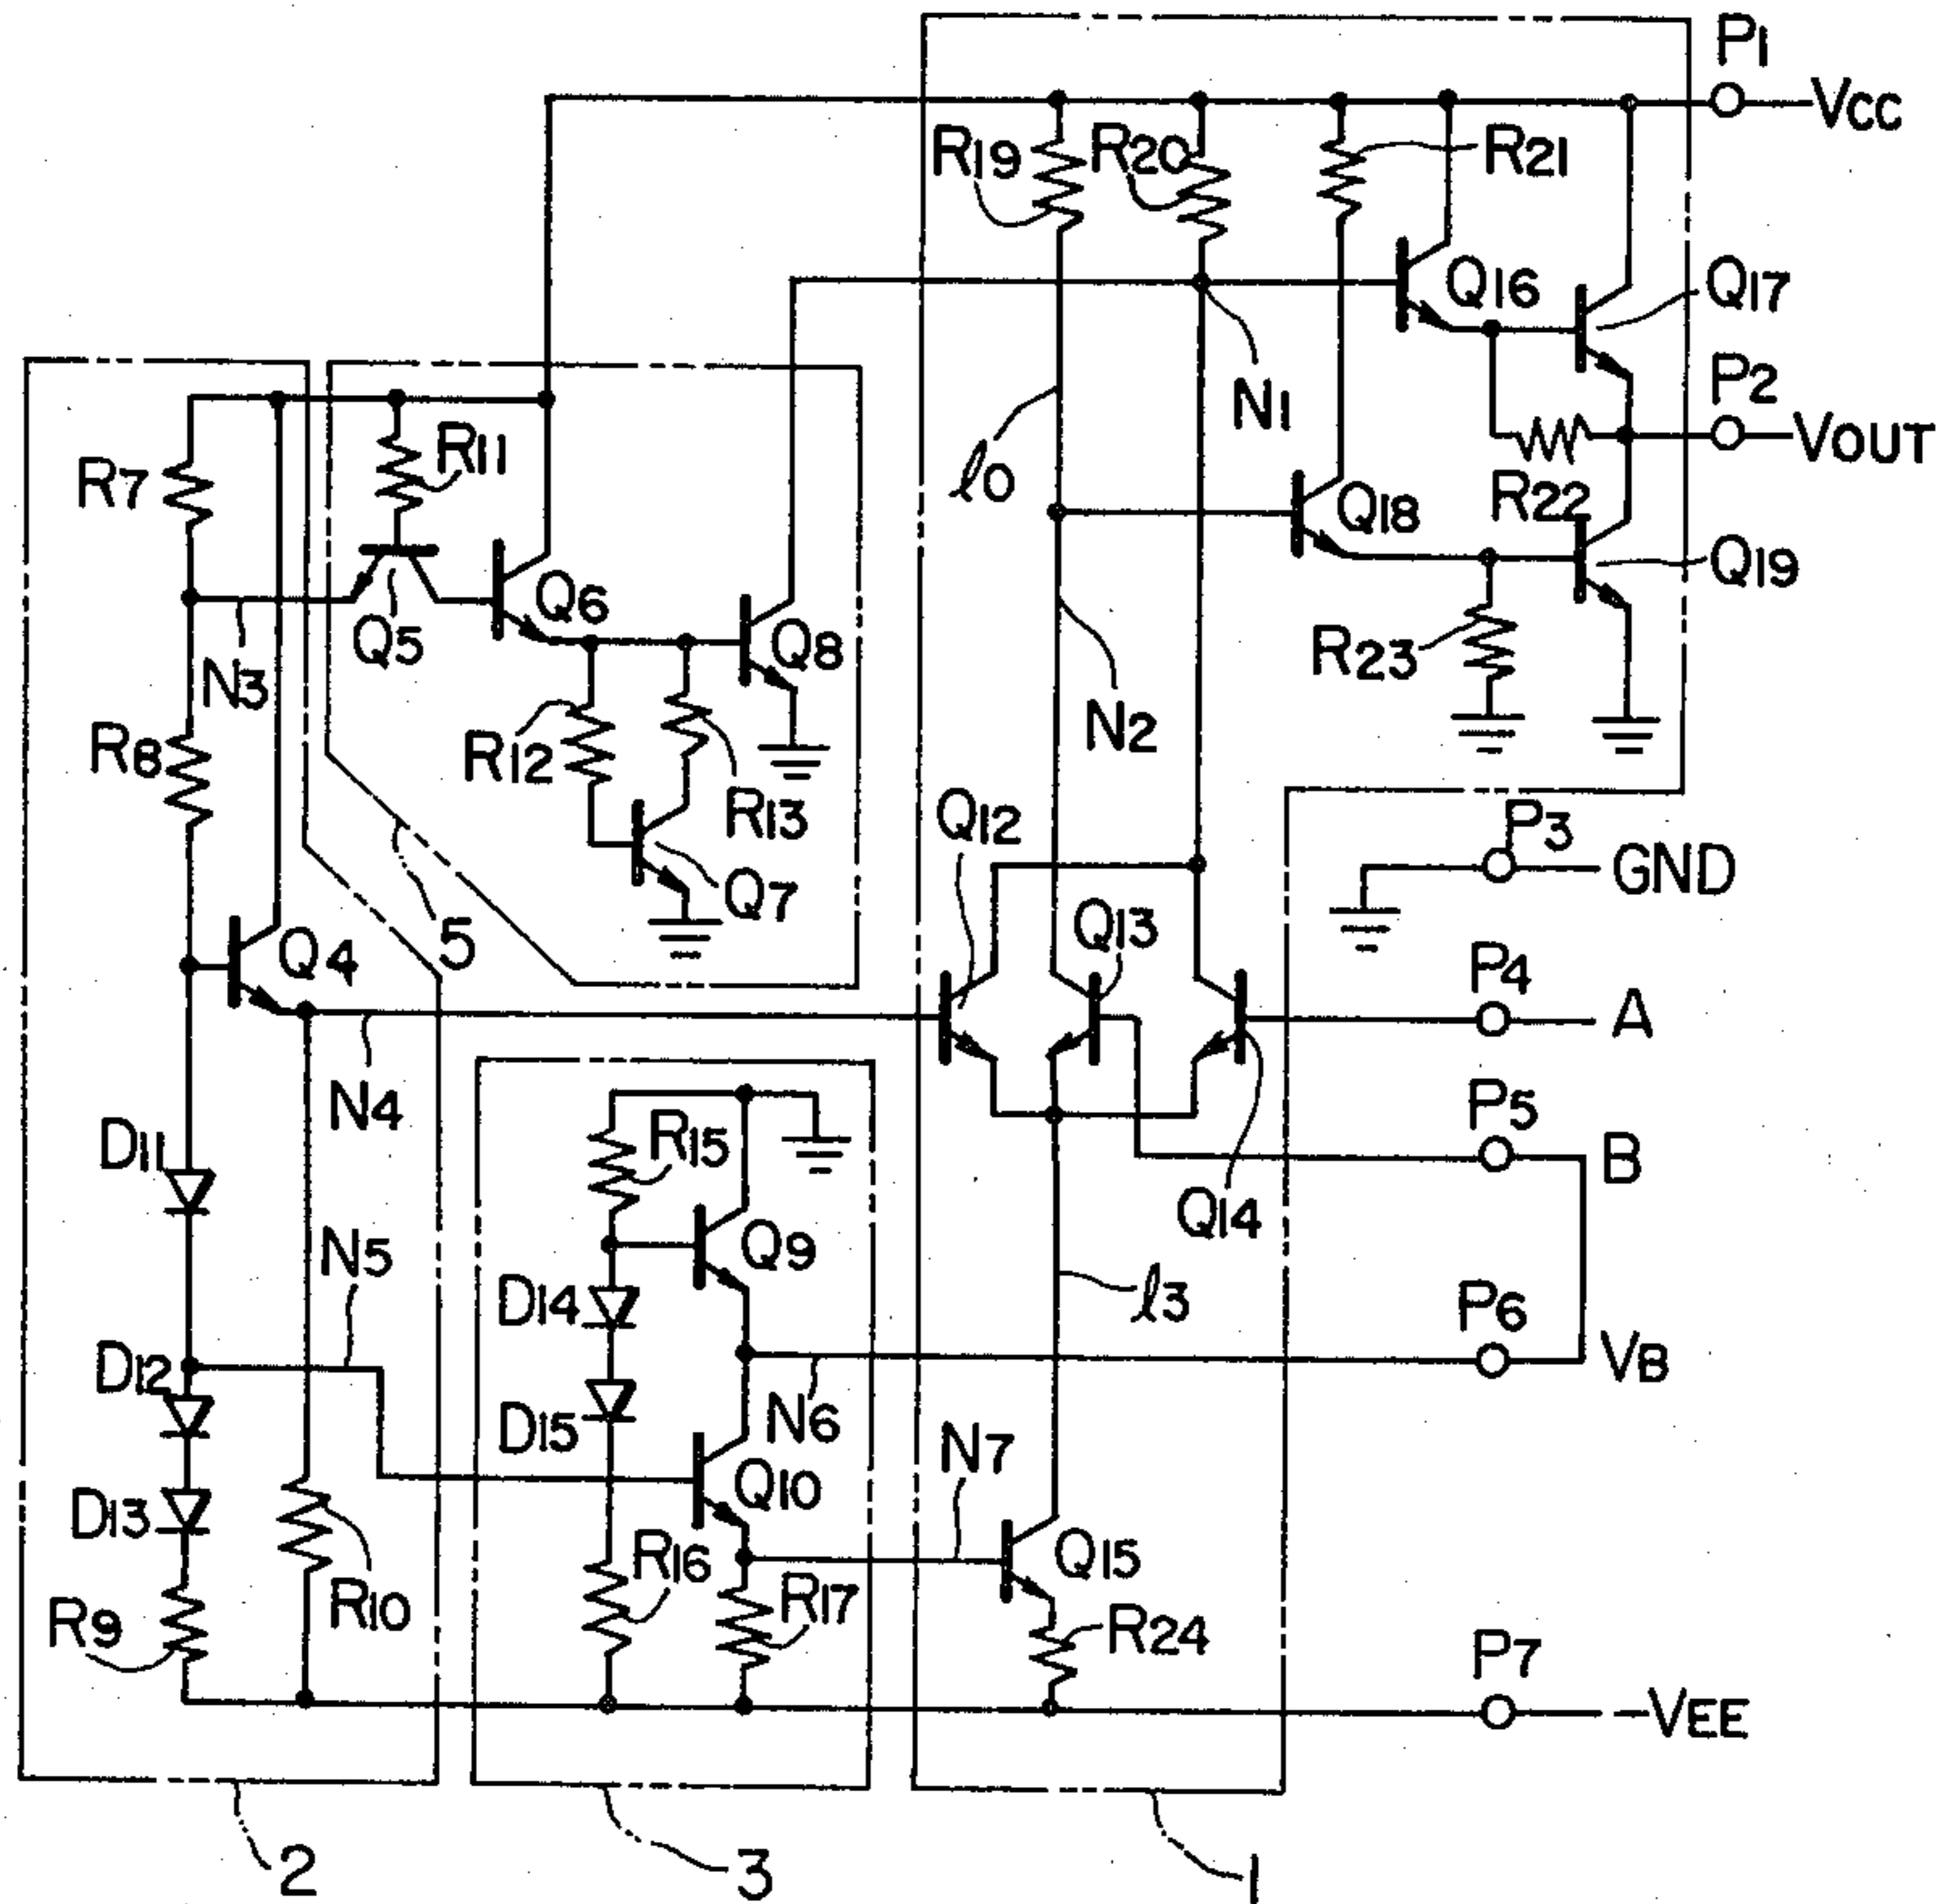 P1
VCC
R19
R20
R21
Q16
Q17
P2
VOUT
N1
R7
R11
l0
Q18
R22
Q19
Q5
Q6
Q8
R23
N3
N2
R8
R12
R13
Q12
P3
GND
Q7
Q4
5
Q13
P4
A
N4
D11
R15
P5
B
Q14
N5
Q9
D14
l3
P6
VB
D12
D15
N6
N7
Q10
D13
R16
Q15
R9
R10
R17
R24
P7
-VEE
2
3
1